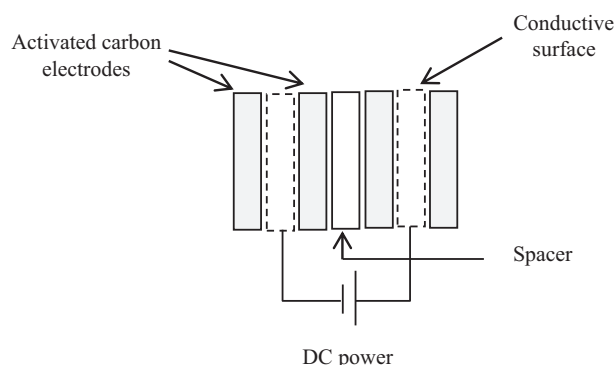 Activated carbon
electrodes
Conductive
surface
Spacer
DC power